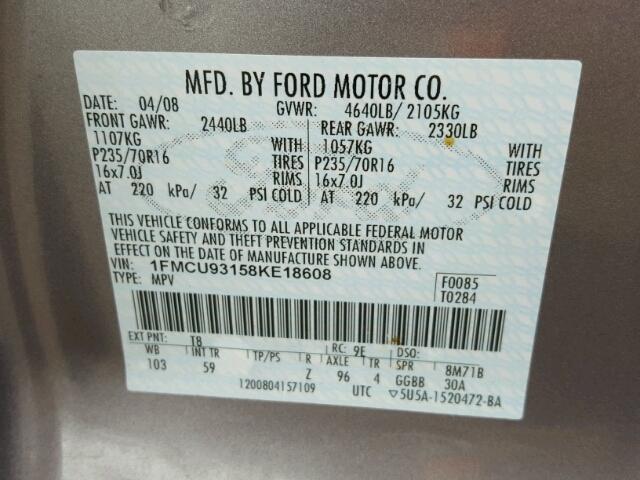 MFD. BY FORD MOTOR CO.
DATE: 04/08 GVWR: 4640LB/ 2105KG
FRONT GAWR: 2440LB REAR GAWR: 2330LB
1107KG WITH 1057KG WITH
P235/70R16 TIRES P235/70R16 TIRES
16x7.0J RIMS 16x7.0J RIMS
AT 220 kPa/ 32 PSI COLD AT 220 kPa/ 32 PSI COLD
THIS VEHICLE CONFORMS TO ALL APPLICABLE FEDERAL MOTOR
VEHICLE SAFETY AND THEFT PREVENTION STANDARDS IN
EFFECT ON THE DATE OF MANUFACTURE SHOWN ABOVE.
VIN: 1FMCU93158KE18608
TYPE: MPV
F0085
T0284
EXT PNT: T8 RC: 9E DSO:
WB INT TR TP/PS R AXLE TR SPR 8M71B
103 59 Z 96 4 GGBB 30A
1200804157109 UTC ▽5U5A-1520472-BA